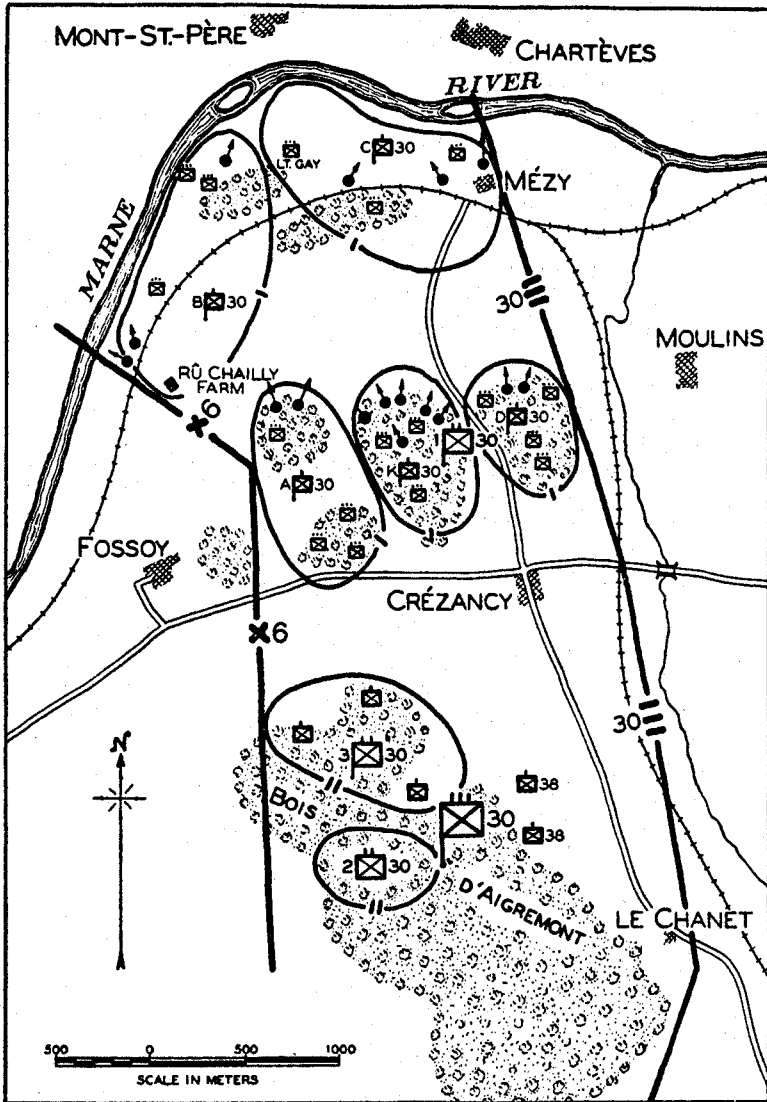 MONT-ST.-PÈRE
CHARTÈVES
RIVER
C 30
LT. GAY
MÉZY
MARNE
30
B 30
MOULINS
RÛ CHAILLY
FARM
6
D 30
1 30
K 30
A 30
FOSSOY
CRÉZANCY
6
30
3 30
N
BOIS
38
30
38
2 30
D'AIGREMONT
LE CHANET
500 0 500 1000
SCALE IN METERS